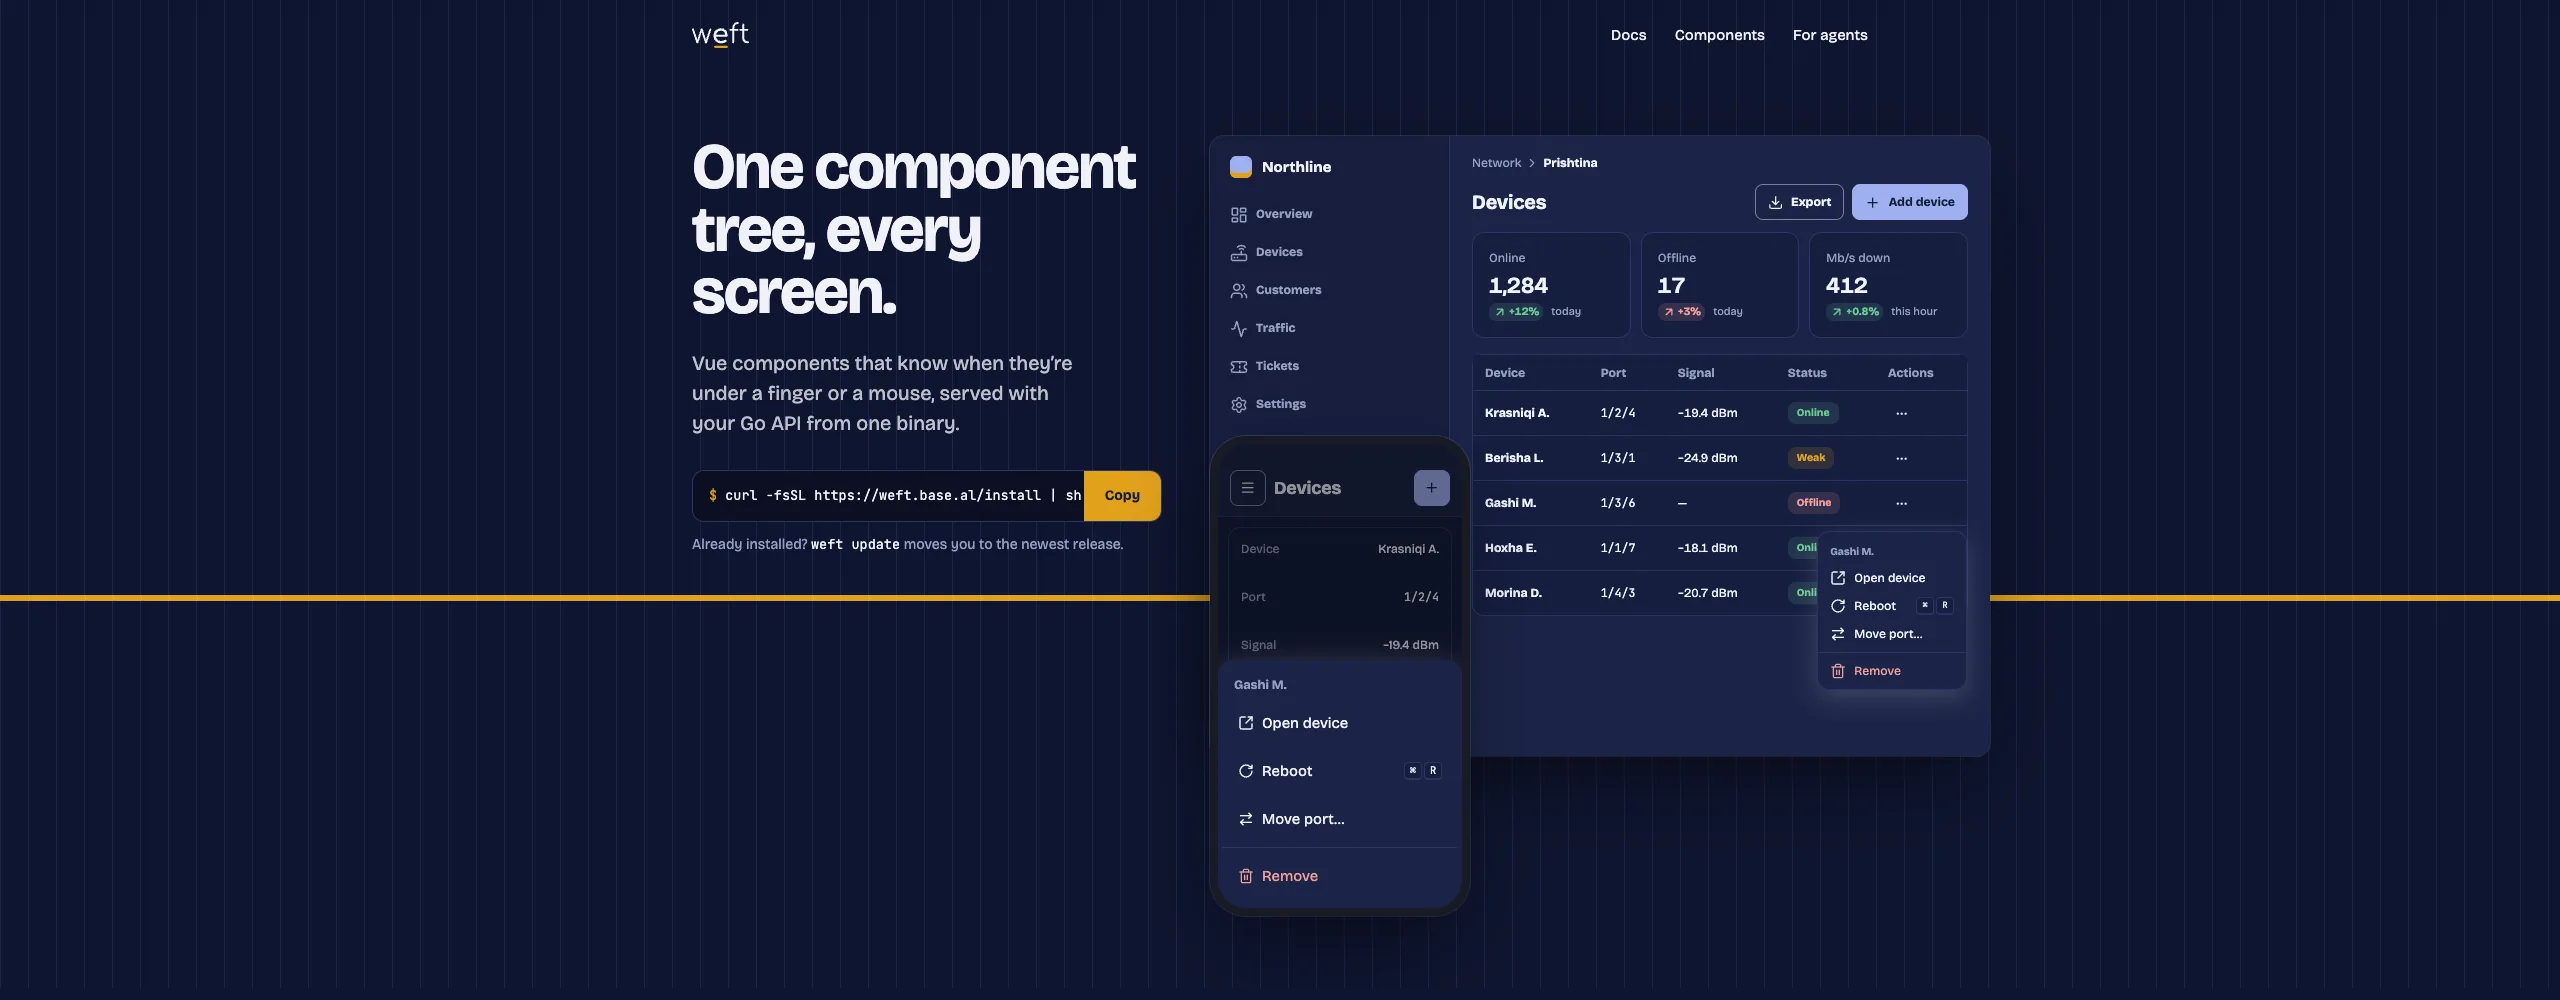 weft
Docs Components For agents
One component
tree, every
screen.
Vue components that know when they're
under a finger or a mouse, served with
your Go API from one binary.
$ curl -fsSL https://weft.base.al/install | sh Copy
Already installed? weft update moves you to the newest release.
Northline
Overview
Devices
Customers
Traffic
Tickets
Settings
Network > Prishtina
Devices Export + Add device
Online Offline Mb/s down
1,284 17 412
+12% today +3% today +0.8% this hour
Device Port Signal Status Actions
Krasniqi A. 1/2/4 -19.4 dBm Online ...
Berisha L. 1/3/1 -24.9 dBm Weak ...
Gashi M. 1/3/6 — Offline ...
Hoxha E. 1/1/7 -18.1 dBm Onli
Morina D. 1/4/3 -20.7 dBm Onli
Gashi M.
Open device
Reboot ⌘ R
Move port...
Remove
Devices +
Device Krasniqi A.
Port 1/2/4
Signal -19.4 dBm
Gashi M.
Open device
Reboot ⌘ R
Move port...
Remove